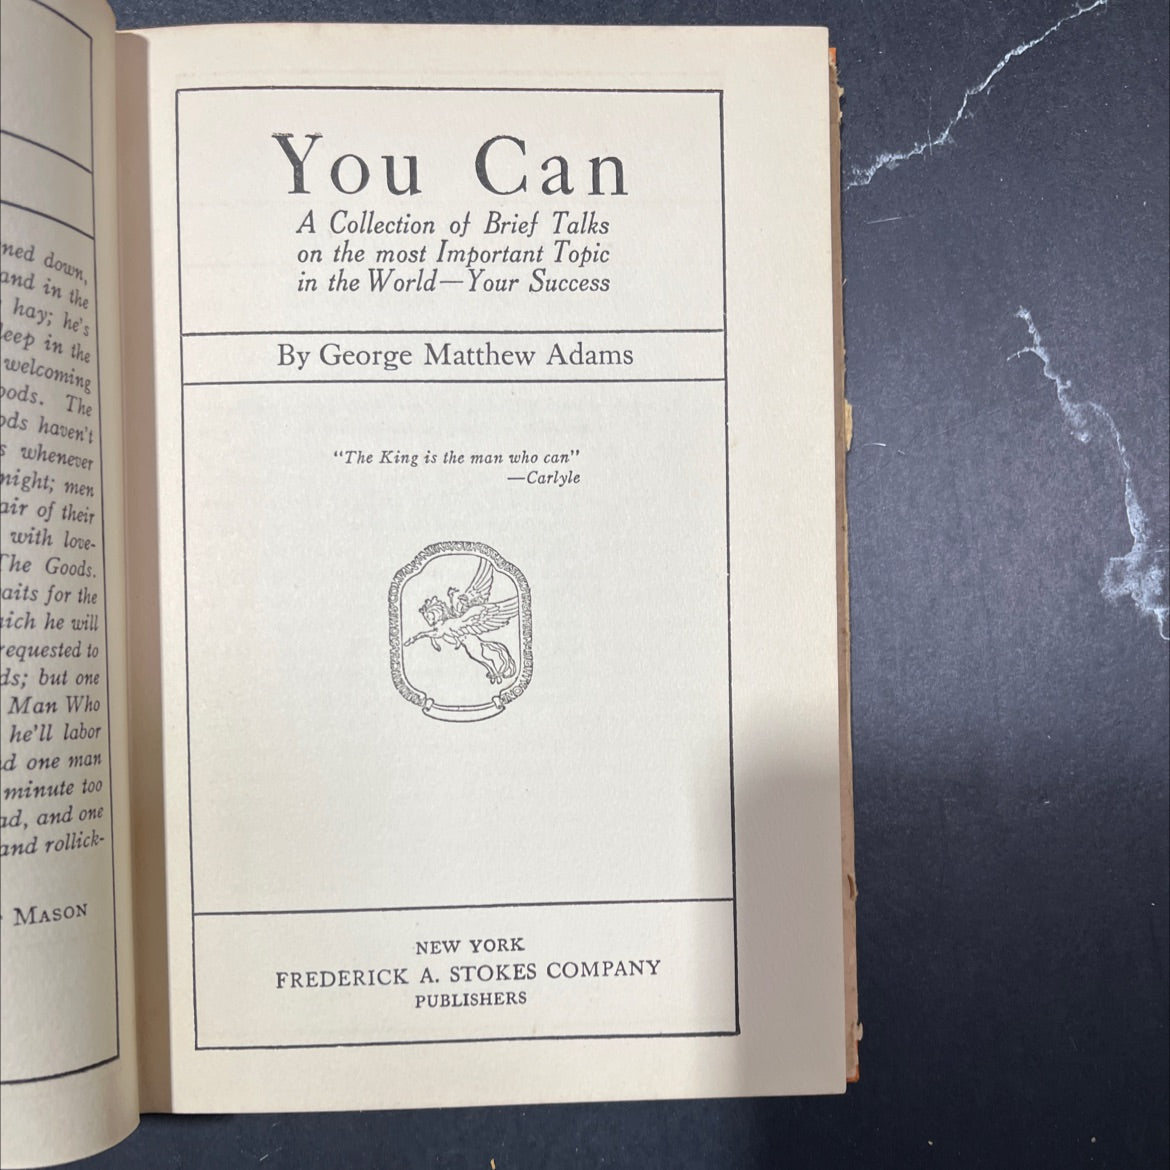 ned down,
and in the
hay; he's
leep in the
welcoming
oods. The
ods haven't
s whenever
night; men
air of their
with love-
The Goods.
aits for the
hich he will
requested to
ds; but one
Man Who
he'll labor
d one man
minute too
ad, and one
and rollick-
MASON
You Can
A Collection of Brief Talks
on the most Important Topic
in the World—Your Success
By George Matthew Adams
"The King is the man who can"
—Carlyle
NEW YORK
FREDERICK A. STOKES COMPANY
PUBLISHERS